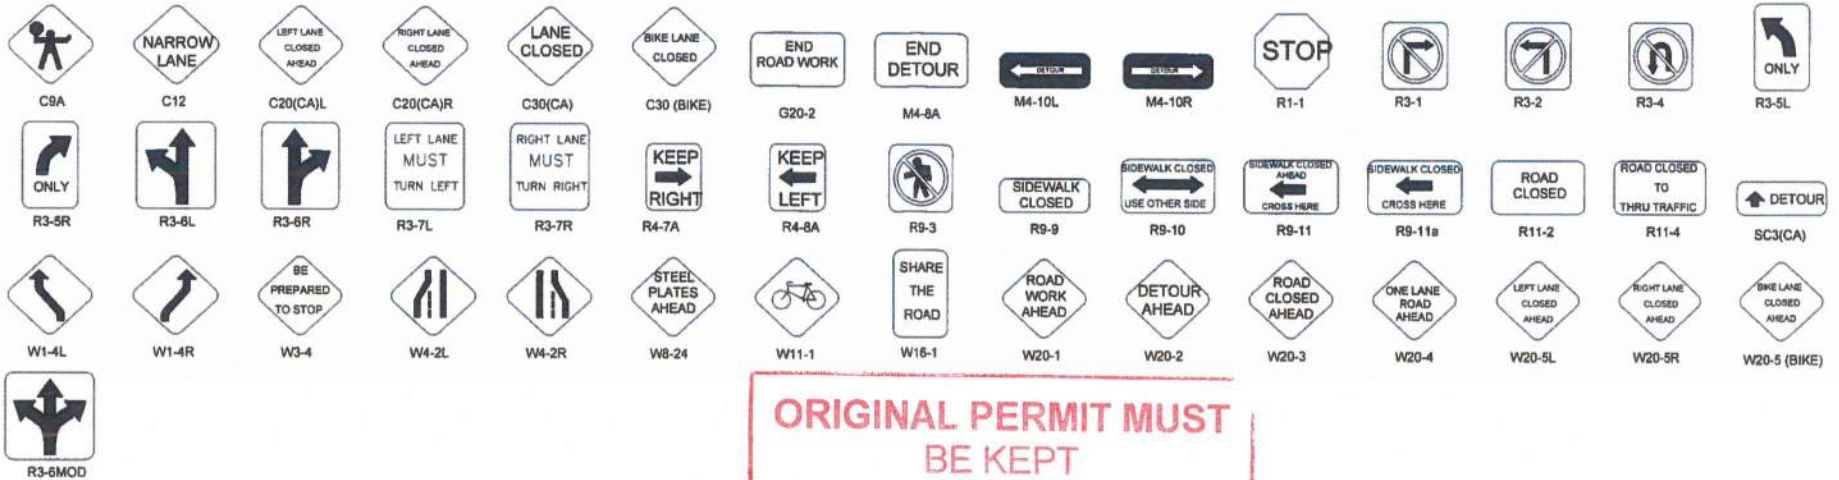 NARROW
LANE
LEFT LANE
CLOSED
AHEAD
RIGHT LANE
CLOSED
AHEAD
LANE
CLOSED
BIKE LANE
CLOSED
END
ROAD WORK
END
DETOUR
DETOUR
DETOUR
STOP
ONLY
C9A
C12
C20(CA)L
C20(CA)R
C30(CA)
C30 (BIKE)
G20-2
M4-8A
M4-10L
M4-10R
R1-1
R3-1
R3-2
R3-4
R3-5L
ONLY
LEFT LANE
MUST
TURN LEFT
RIGHT LANE
MUST
TURN RIGHT
KEEP
RIGHT
KEEP
LEFT
SIDEWALK
CLOSED
SIDEWALK CLOSED
USE OTHER SIDE
SIDEWALK CLOSED
AHEAD
CROSS HERE
SIDEWALK CLOSED
CROSS HERE
ROAD
CLOSED
ROAD CLOSED
TO
THRU TRAFFIC
DETOUR
R3-5R
R3-6L
R3-6R
R3-7L
R3-7R
R4-7A
R4-8A
R9-3
R9-9
R9-10
R9-11
R9-11a
R11-2
R11-4
SC3(CA)
BE
PREPARED
TO STOP
STEEL
PLATES
AHEAD
SHARE
THE
ROAD
ROAD
WORK
AHEAD
DETOUR
AHEAD
ROAD
CLOSED
AHEAD
ONE LANE
ROAD
AHEAD
LEFT LANE
CLOSED
AHEAD
RIGHT LANE
CLOSED
AHEAD
BIKE LANE
CLOSED
AHEAD
W1-4L
W1-4R
W3-4
W4-2L
W4-2R
W8-24
W11-1
W16-1
W20-1
W20-2
W20-3
W20-4
W20-5L
W20-5R
W20-5 (BIKE)
R3-6MOD
ORIGINAL PERMIT MUST
BE KEPT